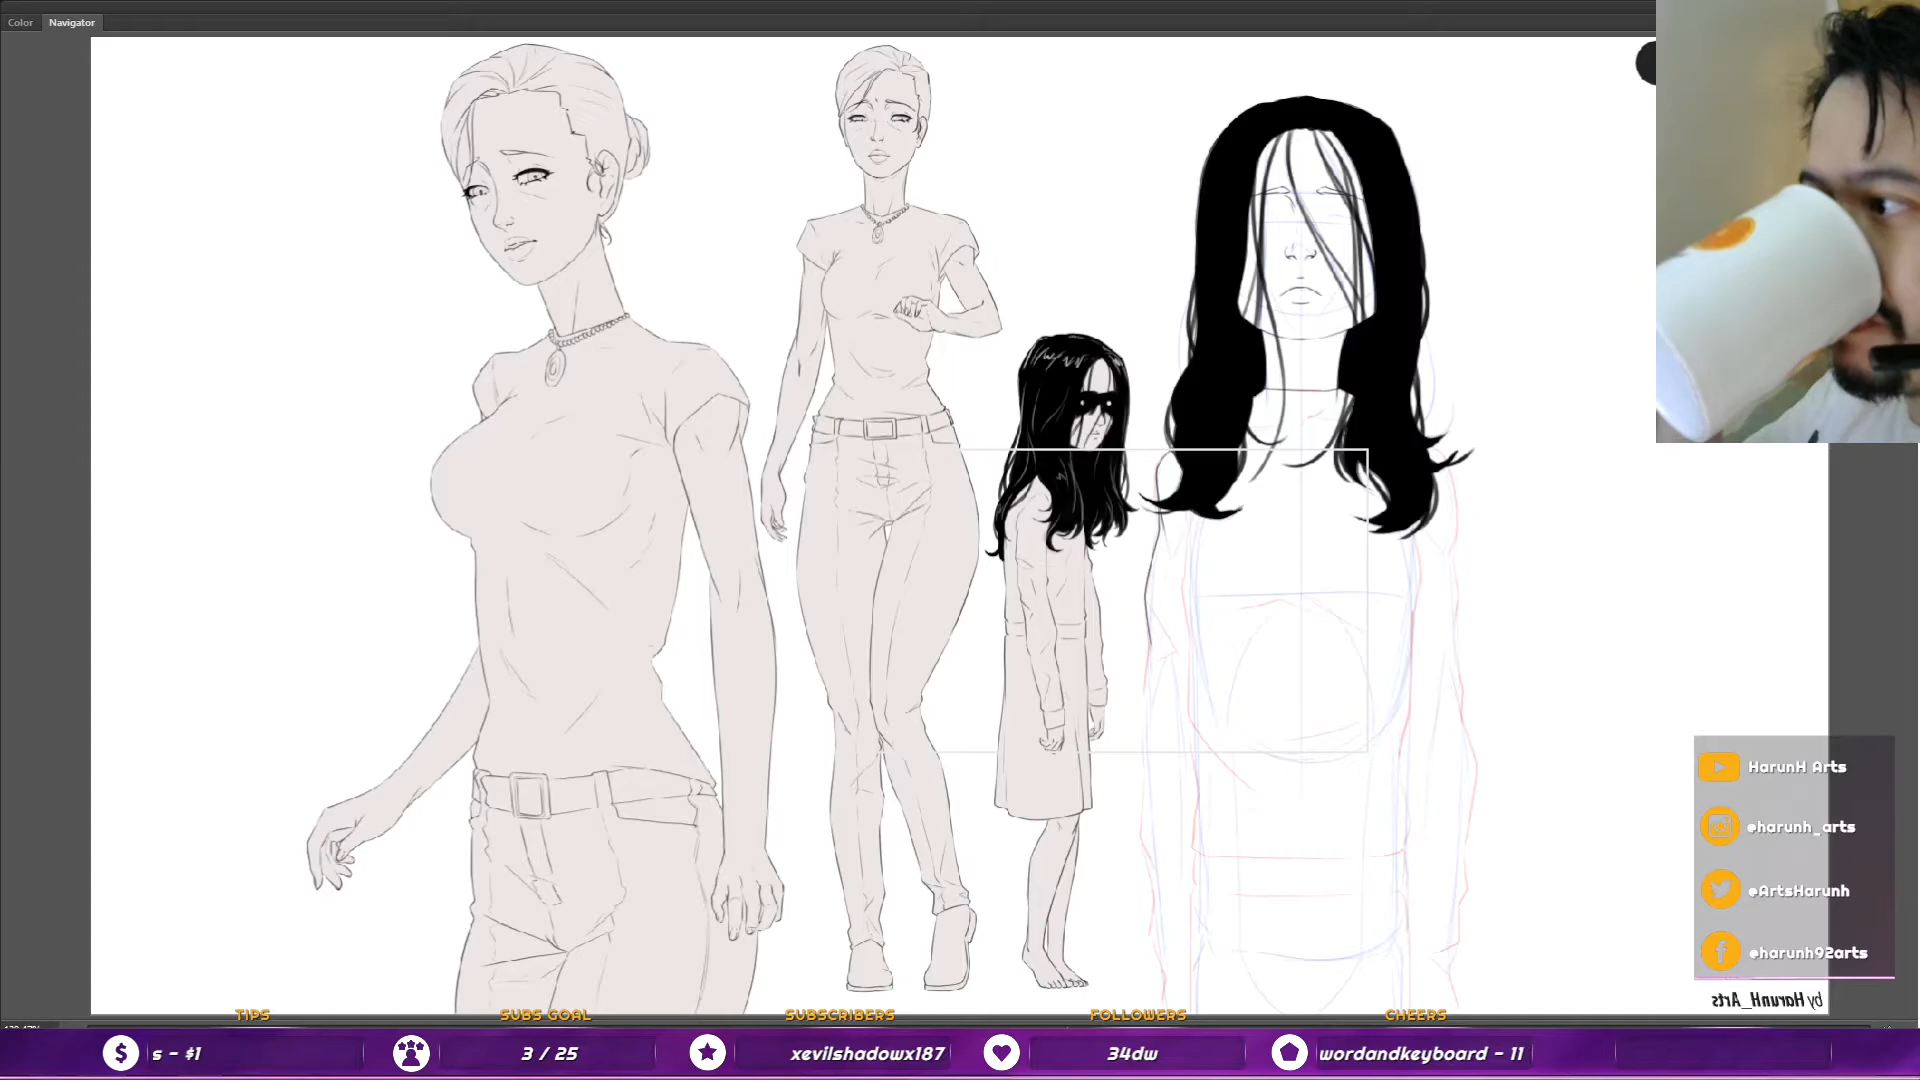 Color Navigator
HarunH Arts
@harunh_arts
@ArtsHarunh
@harunh92arts
by HarunH_Arts
TIPS SUBS GOAL SUBSCRIBERS FOLLOWERS CHEERS
s - $1 3 / 25 xevilshadowx187 34dw wordandkeyboard - 11